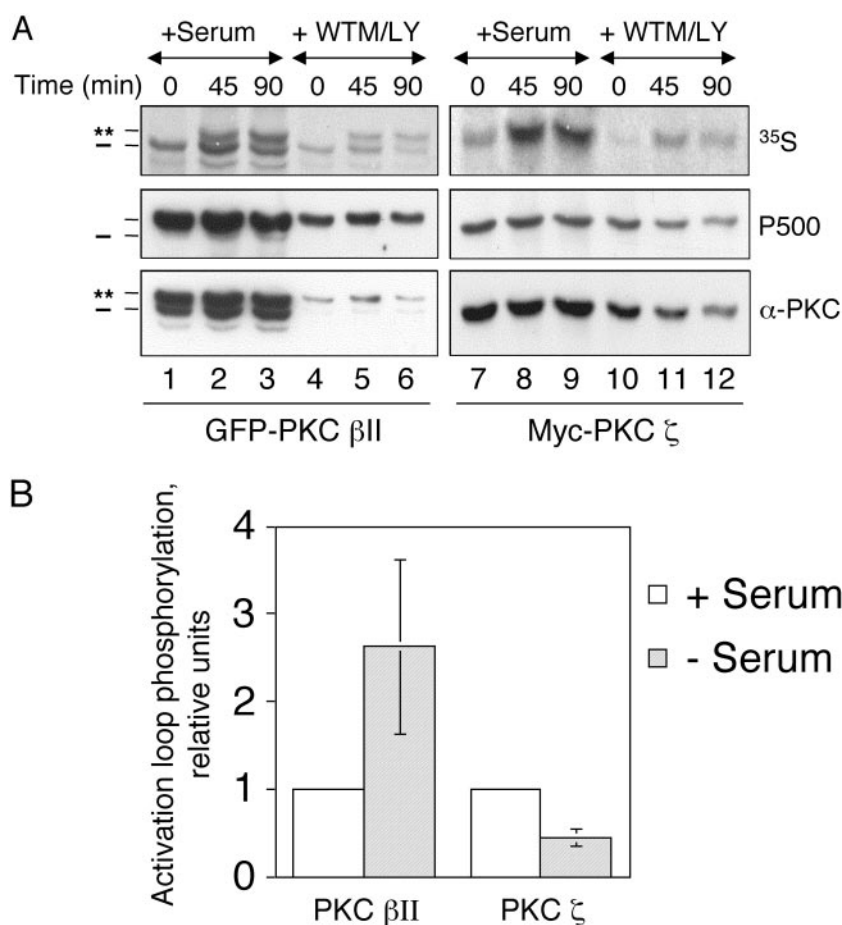 A
+Serum + WTM/LY +Serum + WTM/LY
Time (min) 0 45 90 0 45 90 0 45 90 0 45 90
** –
– –
³⁵S
–
– –
P500
** –
– –
α-PKC
1 2 3 4 5 6 7 8 9 10 11 12
GFP-PKC βII Myc-PKC ζ
B
Activation loop phosphorylation,
relative units
4
3
2
1
0
+ Serum
- Serum
PKC βII PKC ζ